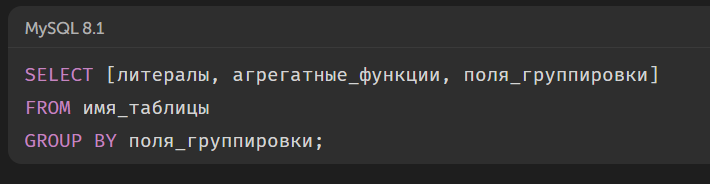 MySQL 8.1
SELECT [литералы, агрегатные_функции, поля_группировки]
FROM имя_таблицы
GROUP BY поля_группировки;